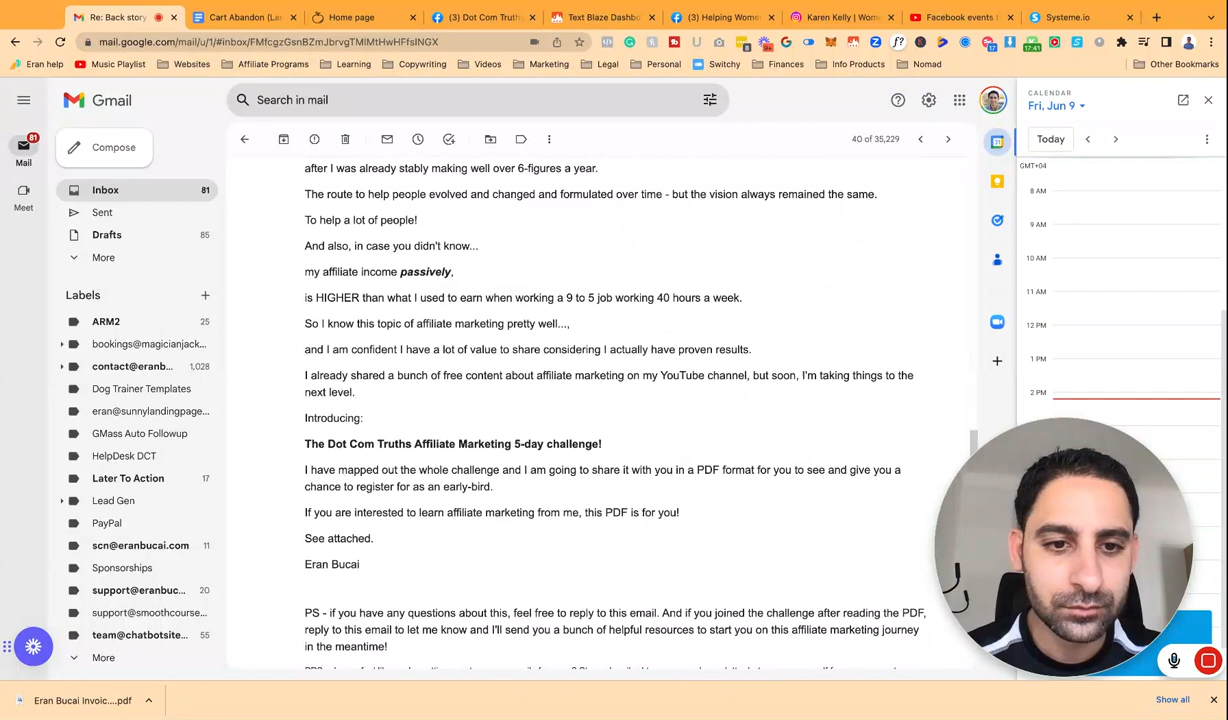 Re: Back story
Cart Abandon (Lan
Home page
(3) Dot Com Truths
Text Blaze Dashbo
(3) Helping Wome
Karen Kelly | Wom
Facebook events
Systeme.io
mail.google.com/mail/u/1/#inbox/FMfcgzGsnBZmJbrvgTMlMtHwHFfsINGX
Eran help
Music Playlist
Websites
Affiliate Programs
Learning
Copywriting
Videos
Marketing
Legal
Personal
Switchy
Finances
Info Products
Nomad
Other Bookmarks
Gmail
Search in mail
CALENDAR
Fri, Jun 9
81
Mail
Meet
Compose
40 of 35,229
Today
Inbox 81
Sent
Drafts 85
More
Labels
ARM2 25
bookings@magicianjack...
contact@eranb... 1,028
Dog Trainer Templates
eran@sunnylandingpage...
GMass Auto Followup
HelpDesk DCT
Later To Action 17
Lead Gen
PayPal
scn@eranbucai.com 11
Sponsorships
support@eranbuc... 20
support@smoothcourse...
team@chatbotsite... 55
More
after I was already stably making well over 6-figures a year.
The route to help people evolved and changed and formulated over time - but the vision always remained the same.
To help a lot of people!
And also, in case you didn't know...
my affiliate income passively,
is HIGHER than what I used to earn when working a 9 to 5 job working 40 hours a week.
So I know this topic of affiliate marketing pretty well...,
and I am confident I have a lot of value to share considering I actually have proven results.
I already shared a bunch of free content about affiliate marketing on my YouTube channel, but soon, I'm taking things to the
next level.
Introducing:
The Dot Com Truths Affiliate Marketing 5-day challenge!
I have mapped out the whole challenge and I am going to share it with you in a PDF format for you to see and give you a
chance to register for as an early-bird.
If you are interested to learn affiliate marketing from me, this PDF is for you!
See attached.
Eran Bucai
PS - if you have any questions about this, feel free to reply to this email. And if you joined the challenge after reading the PDF,
reply to this email to let me know and I'll send you a bunch of helpful resources to start you on this affiliate marketing journey
in the meantime!
GMT+04
8 AM
9 AM
10 AM
11 AM
12 PM
1 PM
2 PM
Eran Bucai Invoic....pdf
Show all